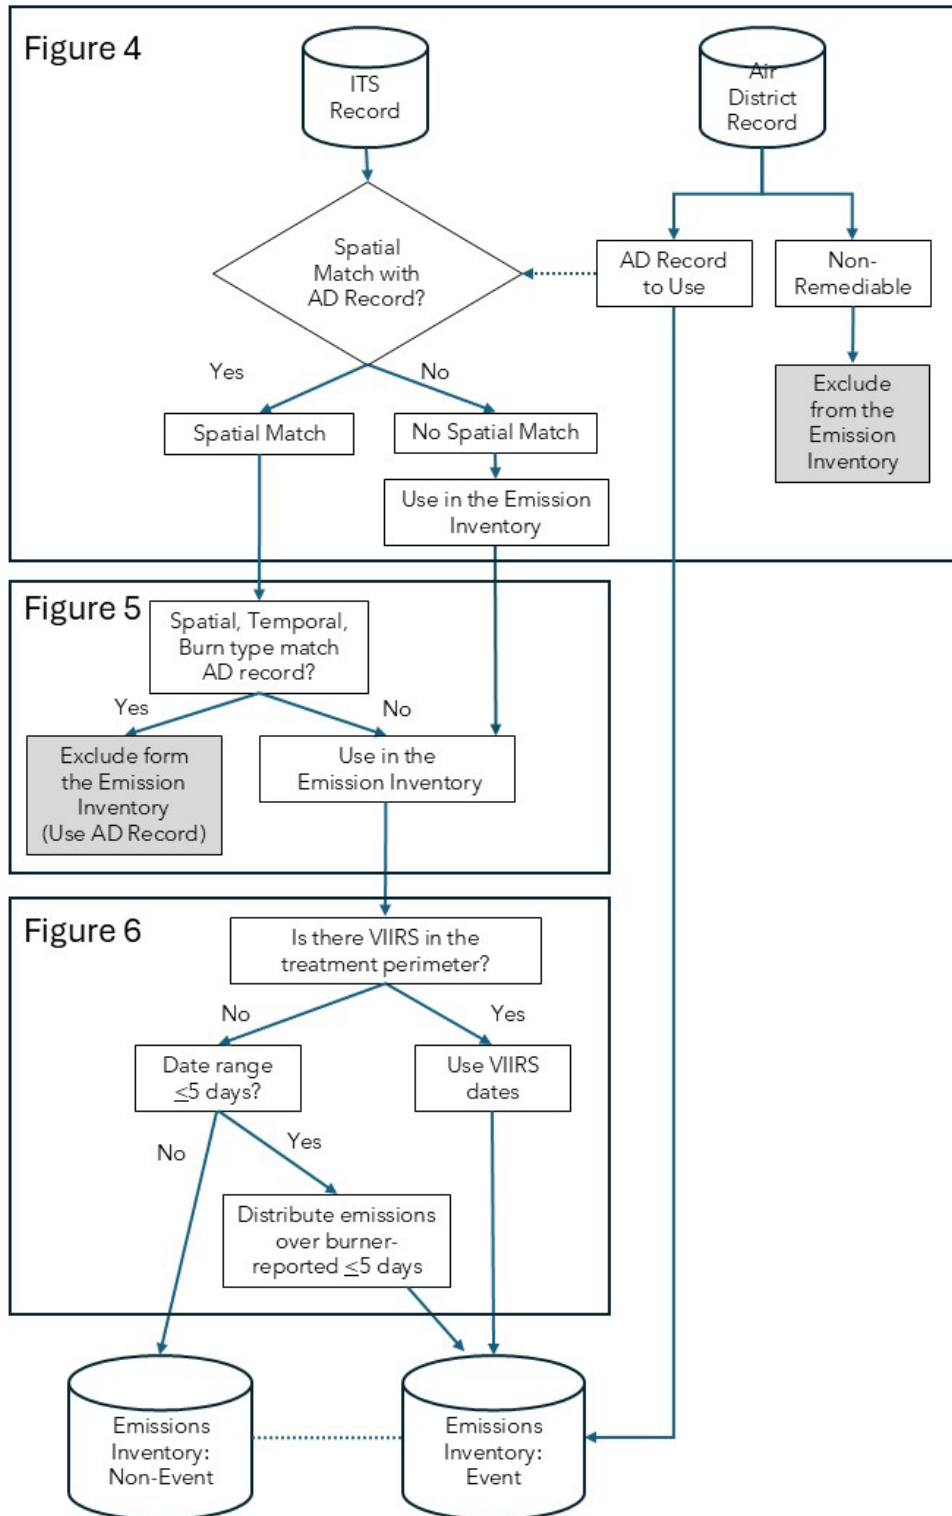 Figure 4
ITS
Record
Air
District
Record
Spatial
Match with
AD Record?
AD Record
to Use
Non-
Remediable
Yes
No
Exclude
from the
Emission
Inventory
Spatial Match
No Spatial Match
Use in the Emission
Inventory
Figure 5
Spatial, Temporal,
Burn type match
AD record?
Yes
No
Exclude form
the Emission
Inventory
(Use AD Record)
Use in the
Emission Inventory
Figure 6
Is there VIIRS in the
treatment perimeter?
No
Yes
Date range
≤5 days?
Use VIIRS
dates
No
Yes
Distribute emissions
over burner-
reported ≤5 days
Emissions
Inventory:
Non-Event
Emissions
Inventory:
Event